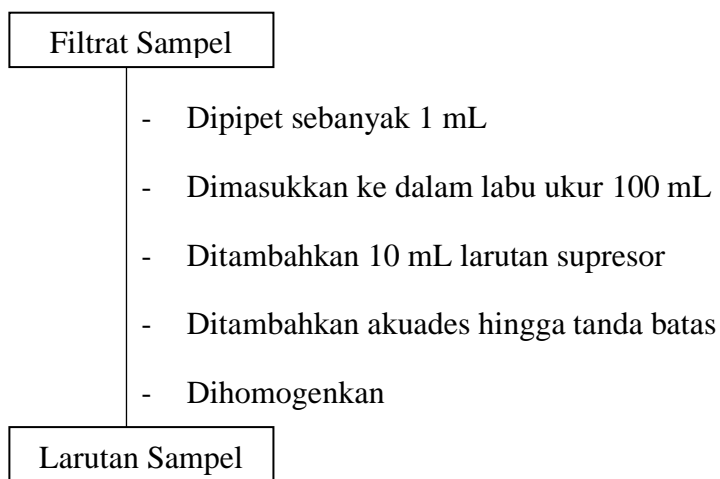 Filtrat Sampel
- Dipipet sebanyak 1 mL
- Dimasukkan ke dalam labu ukur 100 mL
- Ditambahkan 10 mL larutan supresor
- Ditambahkan akuades hingga tanda batas
- Dihomogenkan
Larutan Sampel